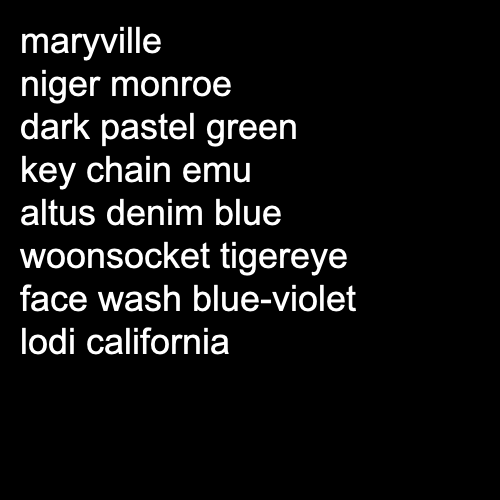 maryville
niger monroe
dark pastel green
key chain emu
altus denim blue
woonsocket tigereye
face wash blue-violet
lodi california